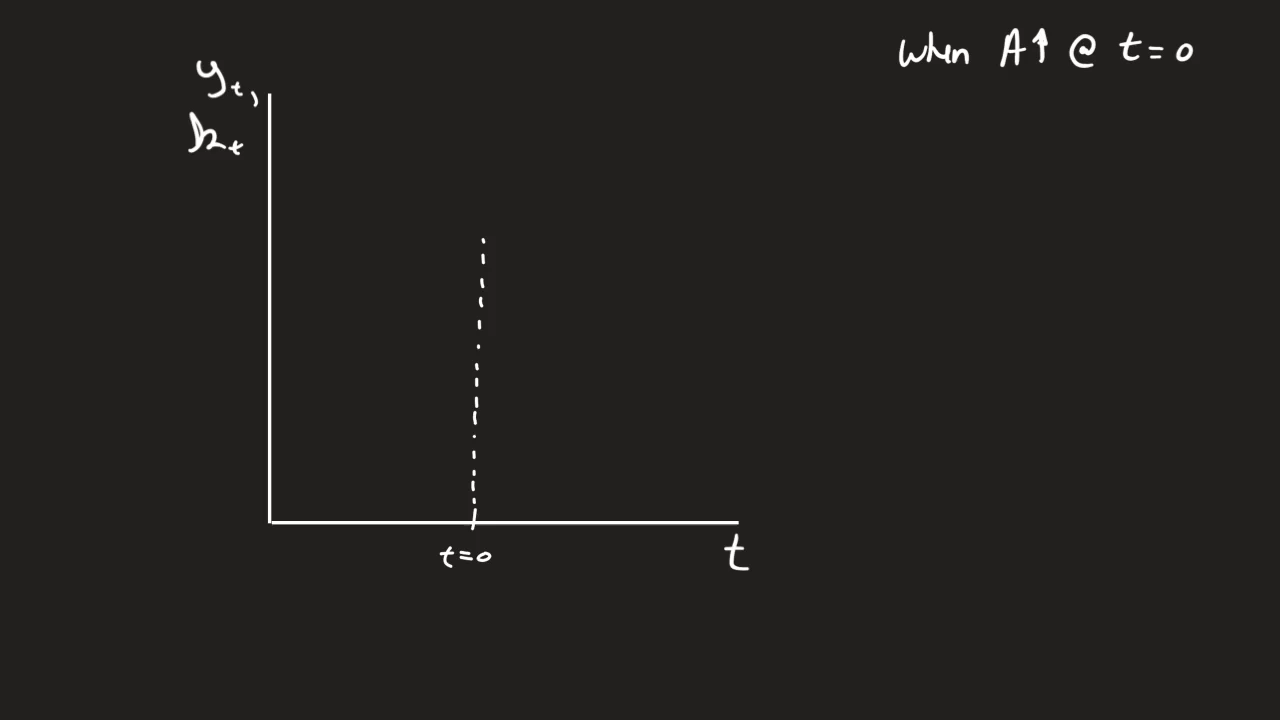 when A↑ @ t=0
y_t,
k_t
t=0
t